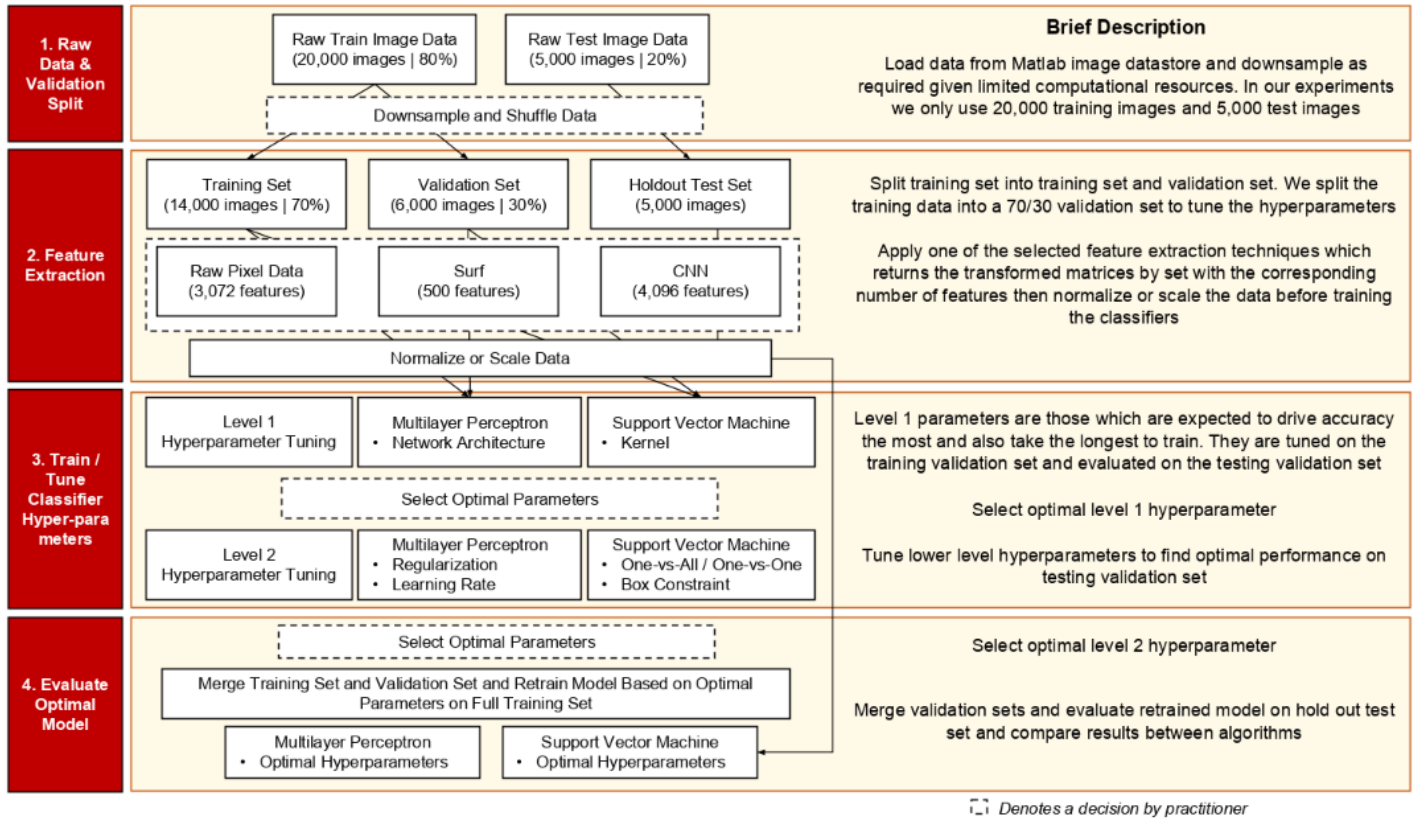 1. Raw
Data &
Validation
Split
Raw Train Image Data
(20,000 images | 80%)
Raw Test Image Data
(5,000 images | 20%)
Downsample and Shuffle Data
Brief Description
Load data from Matlab image datastore and downsample as
required given limited computational resources. In our experiments
we only use 20,000 training images and 5,000 test images
2. Feature
Extraction
Training Set
(14,000 images | 70%)
Validation Set
(6,000 images | 30%)
Holdout Test Set
(5,000 images)
Raw Pixel Data
(3,072 features)
Surf
(500 features)
CNN
(4,096 features)
Normalize or Scale Data
Split training set into training set and validation set. We split the
training data into a 70/30 validation set to tune the hyperparameters
Apply one of the selected feature extraction techniques which
returns the transformed matrices by set with the corresponding
number of features then normalize or scale the data before training
the classifiers
3. Train /
Tune
Classifier
Hyper-para
meters
Level 1
Hyperparameter Tuning
Multilayer Perceptron
• Network Architecture
Support Vector Machine
• Kernel
Select Optimal Parameters
Level 2
Hyperparameter Tuning
Multilayer Perceptron
• Regularization
• Learning Rate
Support Vector Machine
• One-vs-All / One-vs-One
• Box Constraint
Level 1 parameters are those which are expected to drive accuracy
the most and also take the longest to train. They are tuned on the
training validation set and evaluated on the testing validation set
Select optimal level 1 hyperparameter
Tune lower level hyperparameters to find optimal performance on
testing validation set
4. Evaluate
Optimal
Model
Select Optimal Parameters
Merge Training Set and Validation Set and Retrain Model Based on Optimal
Parameters on Full Training Set
Multilayer Perceptron
• Optimal Hyperparameters
Support Vector Machine
• Optimal Hyperparameters
Select optimal level 2 hyperparameter
Merge validation sets and evaluate retrained model on hold out test
set and compare results between algorithms
Denotes a decision by practitioner